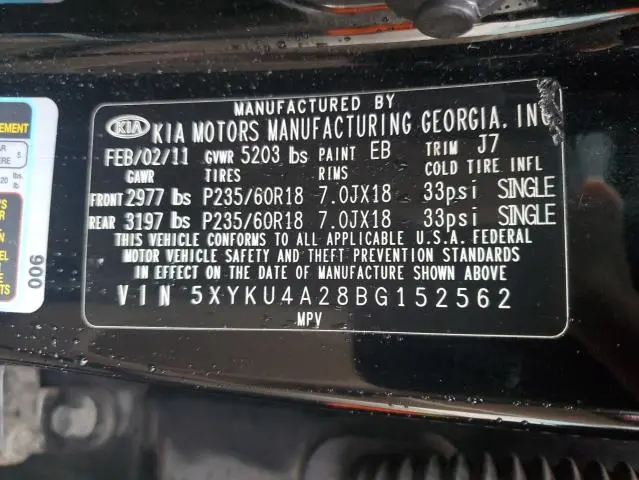 MANUFACTURED BY
KIA KIA MOTORS MANUFACTURING GEORGIA, INC
FEB/02/11 GVWR 5203 lbs PAINT EB TRIM J7
GAWR TIRES RIMS COLD TIRE INFL
FRONT 2977 lbs P235/60R18 7.0JX18 33psi SINGLE
REAR 3197 lbs P235/60R18 7.0JX18 33psi SINGLE
THIS VEHICLE CONFORMS TO ALL APPLICABLE U.S.A. FEDERAL
MOTOR VEHICLE SAFETY AND THEFT PREVENTION STANDARDS
IN EFFECT ON THE DATE OF MANUFACTURE SHOWN ABOVE
VIN 5XYKU4A28BG152562
MPV
006